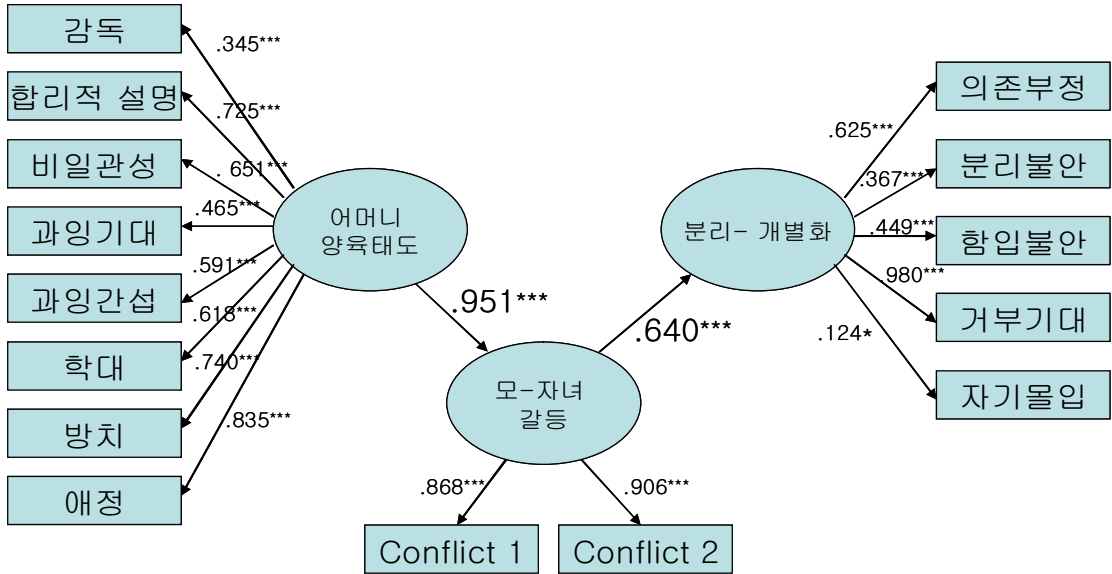 감독
합리적 설명
비일관성
과잉기대
과잉간섭
학대
방치
애정
.345***
.725***
. 651***
.465***
.591***
.618***
.740***
.835***
어머니
양육태도
.951***
모-자녀
갈등
.868***
.906***
Conflict 1
Conflict 2
.640***
분리- 개별화
.625***
.367***
.449***
.980***
.124*
의존부정
분리불안
함입불안
거부기대
자기몰입